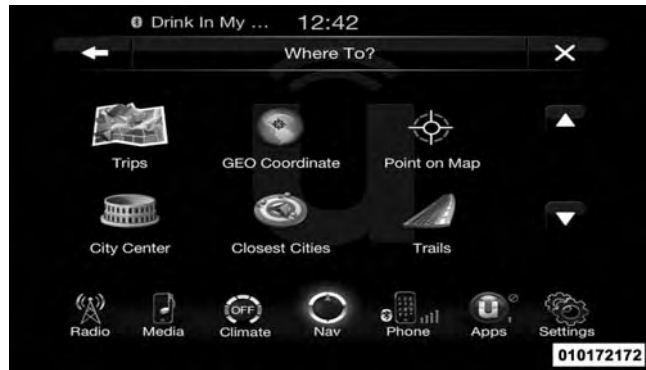 Drink In My ... 12:42
Where To?
Trips GEO Coordinate Point on Map
City Center Closest Cities Trails
OFF
Radio Media Climate Nav Phone Apps Settings
010172172